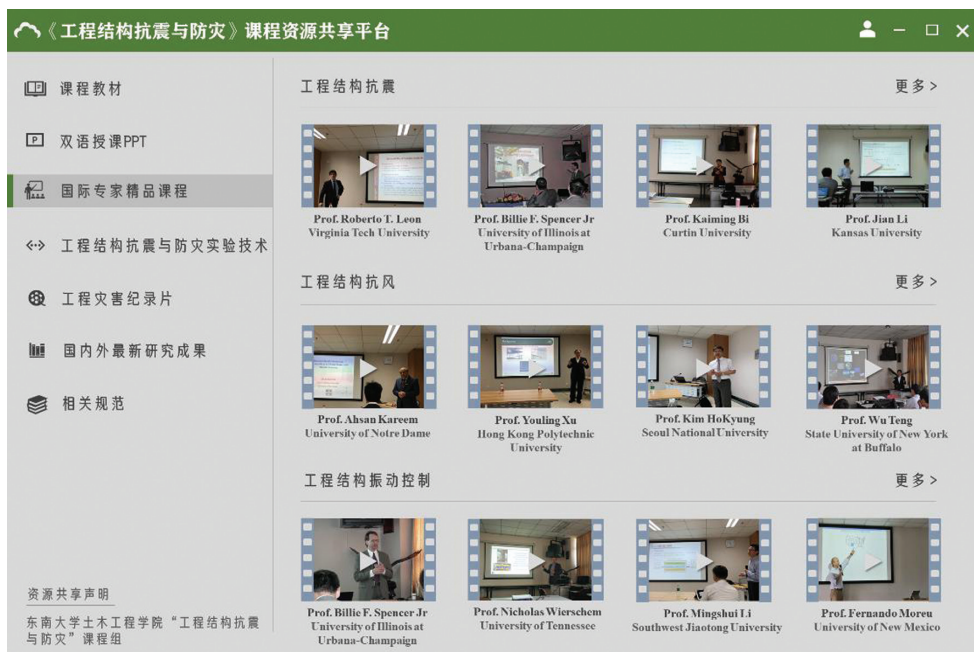 《工程结构抗震与防灾》课程资源共享平台
课程教材
双语授课PPT
国际专家精品课程
工程结构抗震与防灾实验技术
工程灾害纪录片
国内外最新研究成果
相关规范
资源共享声明
东南大学土木工程学院“工程结构抗震
与防灾”课程组
工程结构抗震
更多>
Prof. Roberto T. Leon
Virginia Tech University
Prof. Billie F. Spencer Jr
University of Illinois at
Urbana-Champaign
Prof. Kaiming Bi
Curtin University
Prof. Jian Li
Kansas University
工程结构抗风
更多>
Prof. Ahsan Kareem
University of Notre Dame
Prof. Youling Xu
Hong Kong Polytechnic
University
Prof. Kim HoKyung
Seoul National University
Prof. Wu Teng
State University of New York
at Buffalo
工程结构振动控制
更多>
Prof. Billie F. Spencer Jr
University of Illinois at
Urbana-Champaign
Prof. Nicholas Wierschem
University of Tennessee
Prof. Mingshui Li
Southwest Jiaotong University
Prof. Fernando Moreu
University of New Mexico